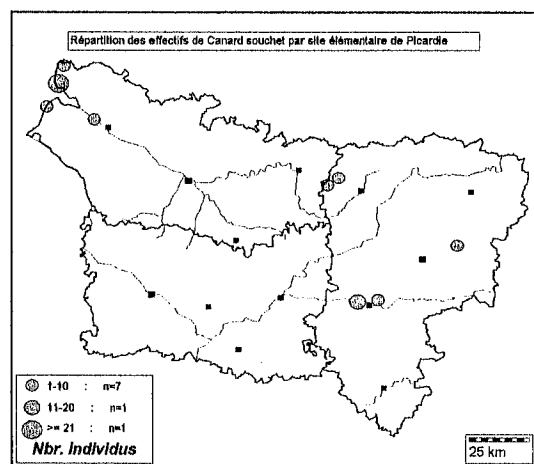 Répartition des effectifs de Canard souchet par site élémentaire de Picardie
1-10 : n=7
11-20 : n=1
>= 21 : n=1
Nbr. Individus
25 km